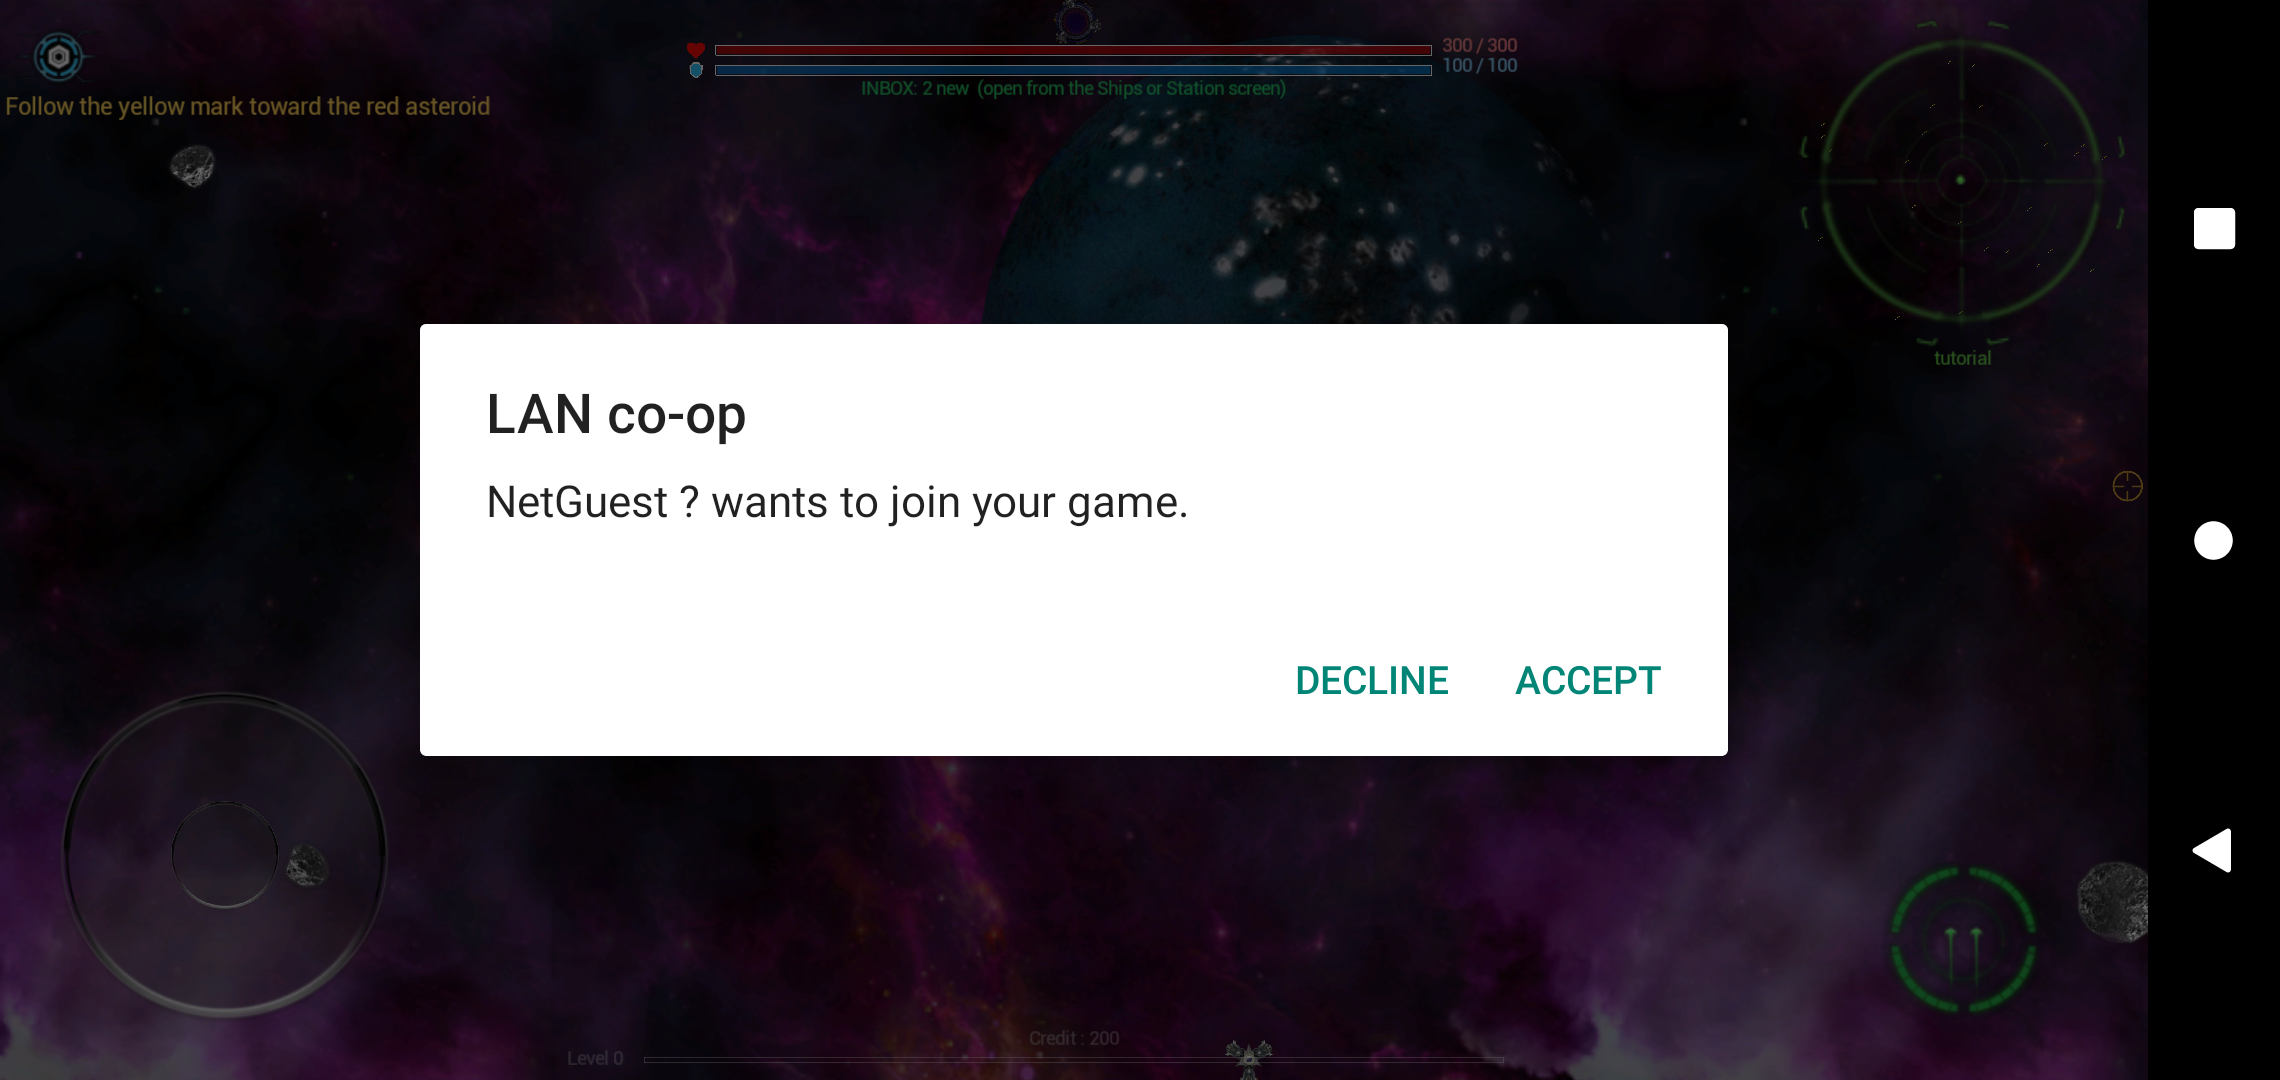 300 / 300
100 / 100
INBOX: 2 new  (open from the Ships or Station screen)
Follow the yellow mark toward the red asteroid
tutorial
LAN co-op
NetGuest ? wants to join your game.
DECLINE ACCEPT
Credit : 200
Level 0